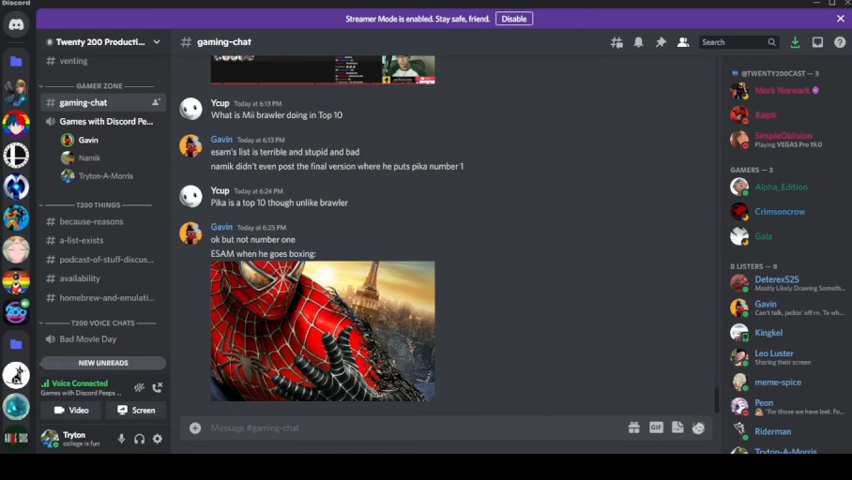 Discord
Streamer Mode is enabled. Stay safe, friend.
Disable
Twenty 200 Producti...
gaming-chat
Search
venting
GAMER ZONE
gaming-chat
Games with Discord Pe...
Gavin
Namik
Tryton-A-Morris
T200 THINGS
because-reasons
a-list-exists
podcast-of-stuff-discus...
availability
homebrew-and-emulati...
T200 VOICE CHATS
Bad Movie Day
NEW UNREADS
Voice Connected
Games with Discord Peeps
Video
Screen
Tryton
college is fun
Ycup Today at 6:13 PM
What is Mii brawler doing in Top 10
Gavin Today at 6:13 PM
esam's list is terrible and stupid and bad
namik didn't even post the final version where he puts pika number 1
Ycup Today at 6:24 PM
Pika is a top 10 though unlike brawler
Gavin Today at 6:25 PM
ok but not number one
ESAM when he goes boxing:
Message #gaming-chat
GIF
@TWENTY200CAST — 3
Mork Norwark
Ralph
SimpleOblivion
Playing VEGAS Pro 19.0
GAMERS — 3
Alpha_Edition
Crimsoncrow
Gala
B LISTERS — 8
Deterex525
Mostly Likely Drawing Someth...
Gavin
Can't talk, jackin' off rn. To wh...
Kingkel
Leo Luster
Sharing their screen
meme-spice
Peon
"For those we have lost. Fo...
Riderman
Tryton-A-Morris